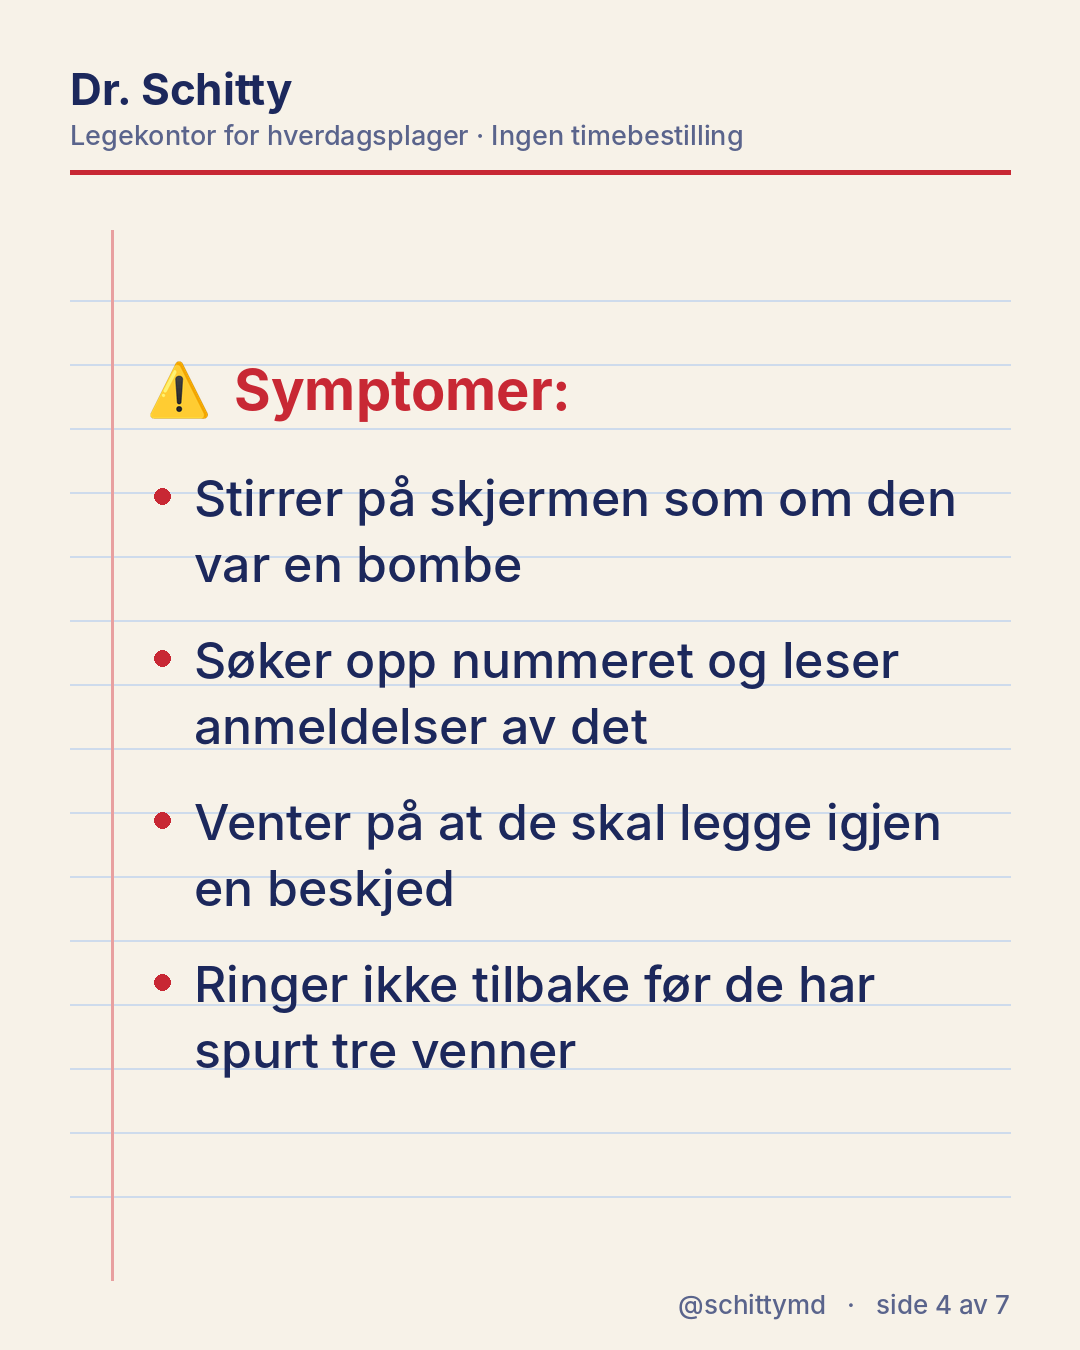 Dr. Schitty
Legekontor for hverdagsplager · Ingen timebestilling
⚠️ Symptomer:
• Stirrer på skjermen som om den
var en bombe
• Søker opp nummeret og leser
anmeldelser av det
• Venter på at de skal legge igjen
en beskjed
• Ringer ikke tilbake før de har
spurt tre venner
@schittymd · side 4 av 7